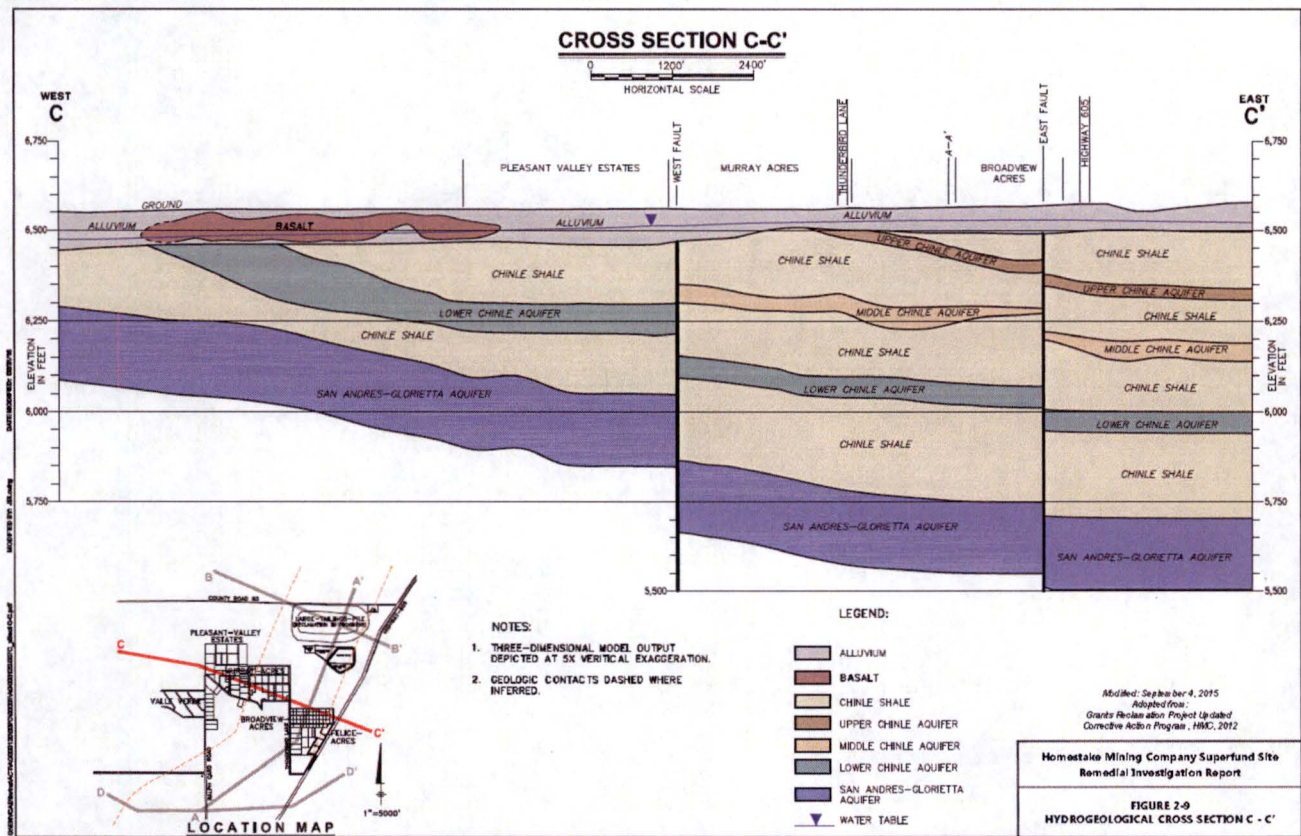 CROSS SECTION C-C'
0 1200' 2400'
HORIZONTAL SCALE
WEST
C
EAST
C'
6,750
6,500
6,250
6,000
5,750
ELEVATION
IN FEET
6,750
6,500
6,250
6,000
5,750
5,500
5,500
ELEVATION
IN FEET
PLEASANT VALLEY ESTATES
WEST FAULT
MURRAY ACRES
THUNDERBIRD LANE
A-A'
BROADVIEW
ACRES
EAST FAULT
HIGHWAY 605
GROUND
ALLUVIUM
BASALT
ALLUVIUM
ALLUVIUM
CHINLE SHALE
LOWER CHINLE AQUIFER
CHINLE SHALE
SAN ANDRES-GLORIETTA AQUIFER
UPPER CHINLE AQUIFER
CHINLE SHALE
MIDDLE CHINLE AQUIFER
CHINLE SHALE
LOWER CHINLE AQUIFER
CHINLE SHALE
SAN ANDRES-GLORIETTA AQUIFER
CHINLE SHALE
UPPER CHINLE AQUIFER
CHINLE SHALE
MIDDLE CHINLE AQUIFER
CHINLE SHALE
LOWER CHINLE AQUIFER
CHINLE SHALE
SAN ANDRES-GLORIETTA AQUIFER
B
A'
COUNTY ROAD 63
PLEASANT-VALLEY
ESTATES
C
B'
VALLE VERDE
BROADVIEW-
ACRES
FELICE-
ACRES
C'
D
D'
A
1"=5000'
LOCATION MAP
NOTES:
1. THREE-DIMENSIONAL MODEL OUTPUT
DEPICTED AT 5X VERITICAL EXAGGERATION.
2. GEOLOGIC CONTACTS DASHED WHERE
INFERRED.
LEGEND:
ALLUVIUM
BASALT
CHINLE SHALE
UPPER CHINLE AQUIFER
MIDDLE CHINLE AQUIFER
LOWER CHINLE AQUIFER
SAN ANDRES-GLORIETTA
AQUIFER
WATER TABLE
Modified: September 4, 2015
Adopted from:
Grants Reclamation Project Updated
Corrective Action Program, HMC, 2012
Homestake Mining Company Superfund Site
Remedial Investigation Report
FIGURE 2-9
HYDROGEOLOGICAL CROSS SECTION C - C'